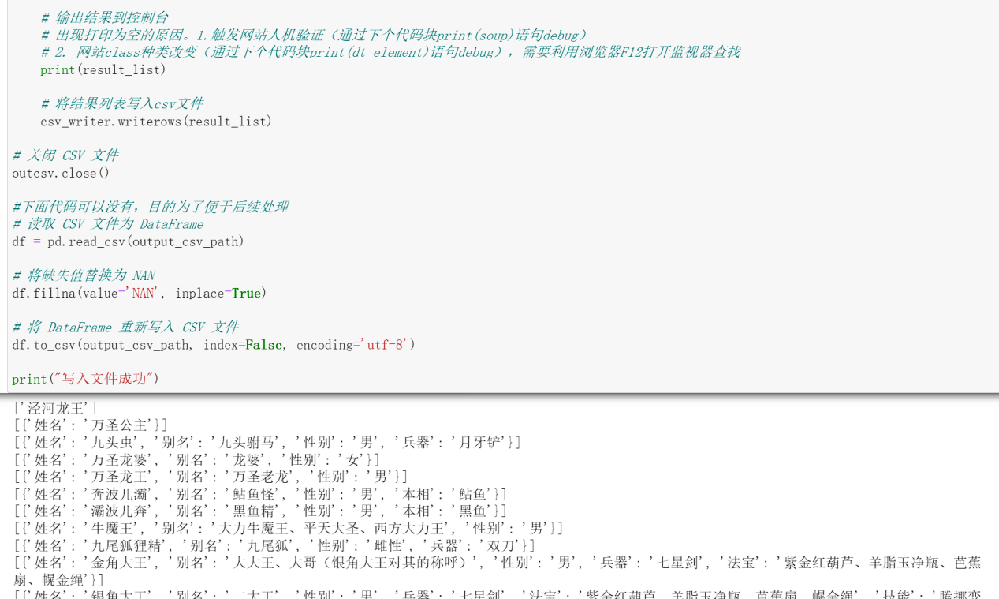 # 输出结果到控制台
# 出现打印为空的原因。1.触发网站人机验证（通过下个代码块print(soup)语句debug）
# 2. 网站class种类改变（通过下个代码块print(dt_element)语句debug），需要利用浏览器F12打开监视器查找
print(result_list)
# 将结果列表写入csv文件
csv_writer.writerows(result_list)
# 关闭 CSV 文件
outcsv.close()
#下面代码可以没有，目的为了便于后续处理
# 读取 CSV 文件为 DataFrame
df = pd.read_csv(output_csv_path)
# 将缺失值替换为 NAN
df.fillna(value='NAN', inplace=True)
# 将 DataFrame 重新写入 CSV 文件
df.to_csv(output_csv_path, index=False, encoding='utf-8')
print("写入文件成功")
['泾河龙王']
[{'姓名': '万圣公主'}]
[{'姓名': '九头虫', '别名': '九头驸马', '性别': '男', '兵器': '月牙铲'}]
[{'姓名': '万圣龙婆', '别名': '龙婆', '性别': '女'}]
[{'姓名': '万圣龙王', '别名': '万圣老龙', '性别': '男'}]
[{'姓名': '奔波儿灞', '别名': '鲇鱼怪', '性别': '男', '本相': '鲇鱼'}]
[{'姓名': '灞波儿奔', '别名': '黑鱼精', '性别': '男', '本相': '黑鱼'}]
[{'姓名': '牛魔王', '别名': '大力牛魔王、平天大圣、西方大力王', '性别': '男'}]
[{'姓名': '九尾狐狸精', '别名': '九尾狐', '性别': '雌性', '兵器': '双刀'}]
[{'姓名': '金角大王', '别名': '大大王、大哥（银角大王对其的称呼）', '性别': '男', '兵器': '七星剑', '法宝': '紫金红葫芦、羊脂玉净瓶、芭蕉
扇、幌金绳'}]
[{'姓名': '银角大王', '别名': '二大王', '性别': '男', '兵器': '七星剑', '法宝': '紫金红葫芦、羊脂玉净瓶、芭蕉扇、幌金绳', '技能': '腾挪变